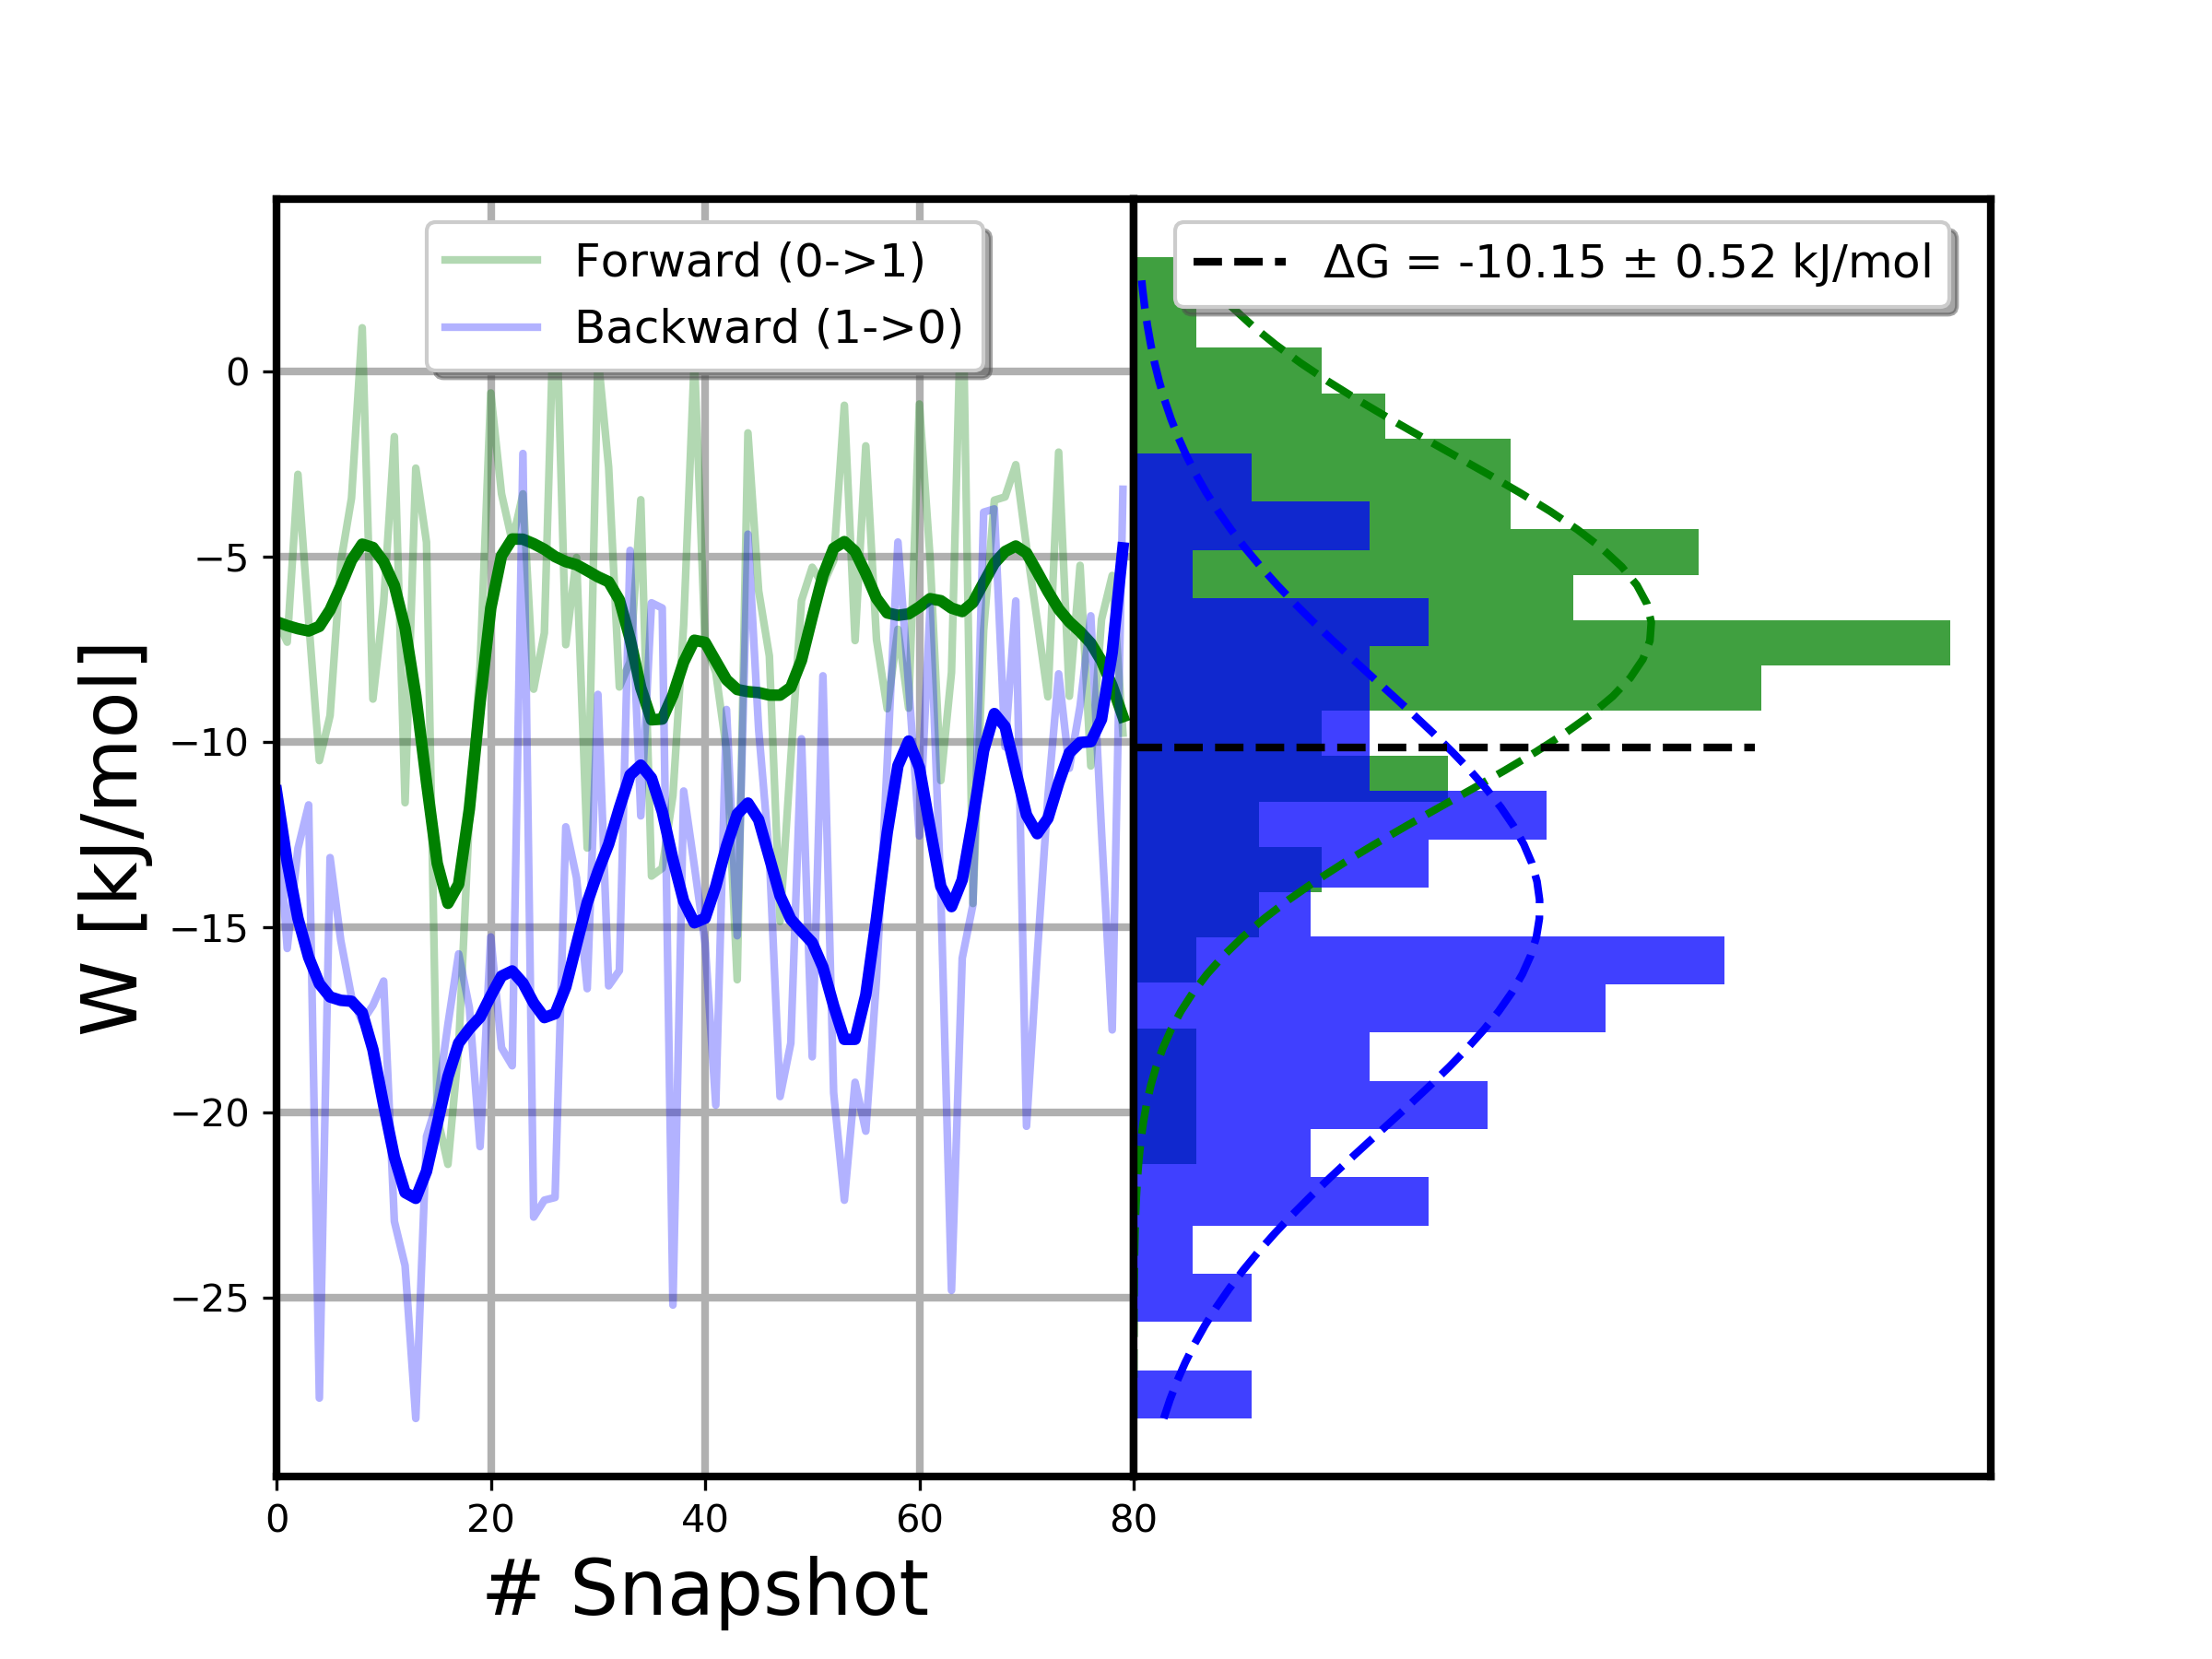 Forward (0->1)
Backward (1->0)
ΔG = -10.15 ± 0.52 kJ/mol
0
−5
−10
−15
−20
−25
W [kJ/mol]
0 20 40 60 80
# Snapshot